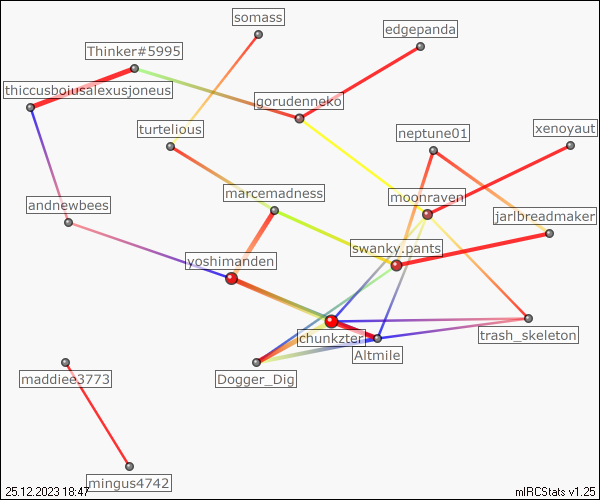 somass
edgepanda
Thinker#5995
thiccusboiusalexusjoneus
gorudenneko
turtelious
neptune01
xenoyaut
marcemadness
moonraven
andnewbees
jarlbreadmaker
swanky.pants
yoshimanden
chunkzter
trash_skeleton
Altmile
maddiee3773
Dogger_Dig
mingus4742
25.12.2023 18:47
mIRCStats v1.25